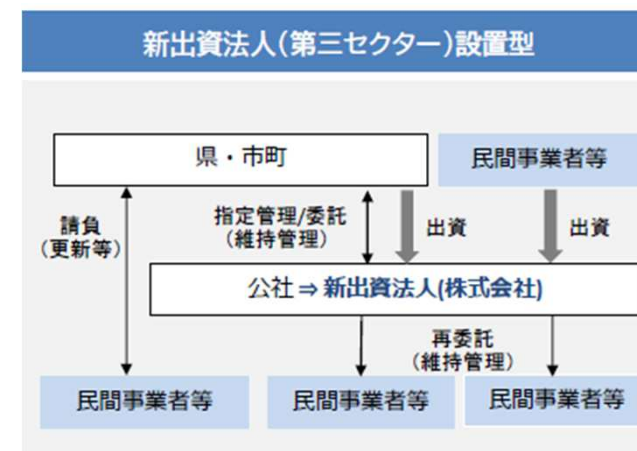 新出資法人(第三セクター)設置型
県・市町
民間事業者等
請負
(更新等)
指定管理/委託
(維持管理)
出資
出資
公社⇒新出資法人(株式会社)
再委託
(維持管理)
民間事業者等
民間事業者等
民間事業者等